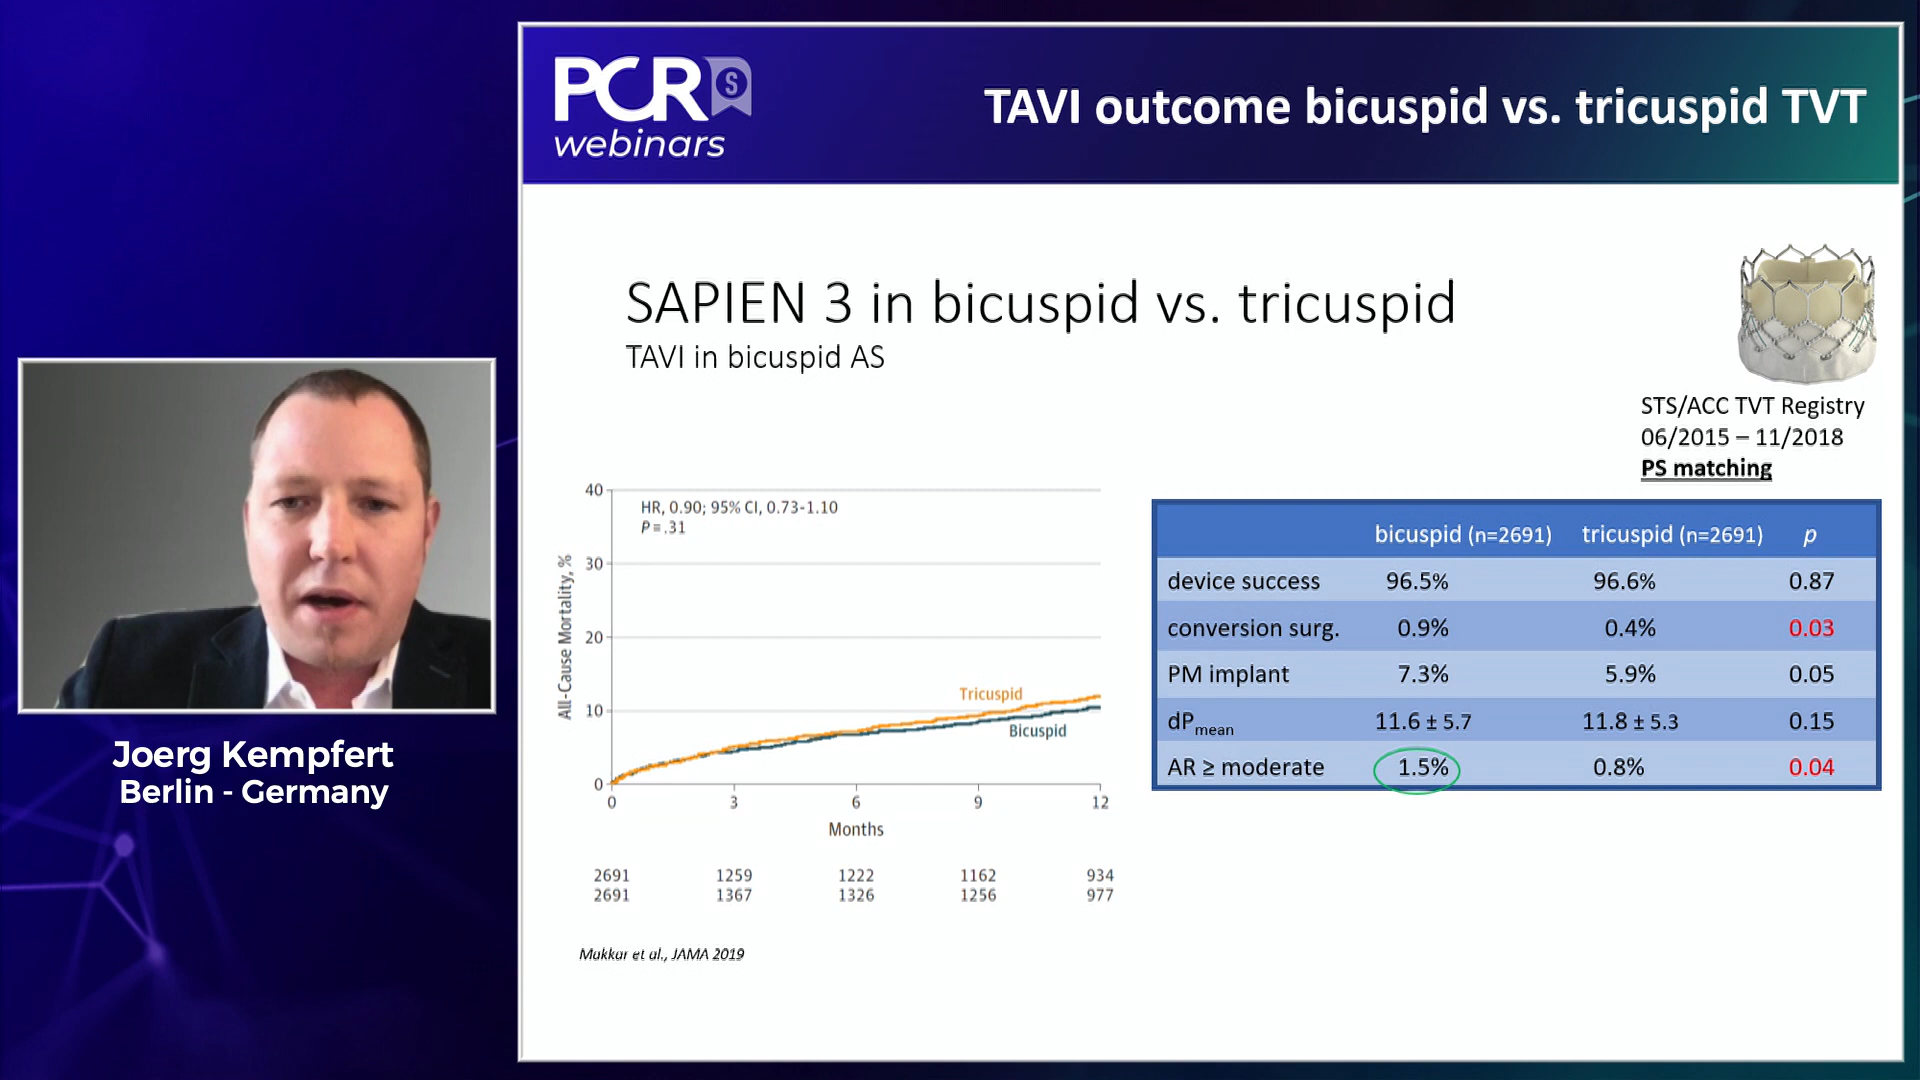 PCR S
webinars
TAVI outcome bicuspid vs. tricuspid TVT
SAPIEN 3 in bicuspid vs. tricuspid
TAVI in bicuspid AS
STS/ACC TVT Registry
06/2015 – 11/2018
PS matching
40
HR, 0.90; 95% CI, 0.73-1.10
P = .31
30
20
10
0
All-Cause Mortality, %
Tricuspid
Bicuspid
0 3 6 9 12
Months
2691 1259 1222 1162 934
2691 1367 1326 1256 977
Makkar et al., JAMA 2019
bicuspid (n=2691) tricuspid (n=2691) p
device success 96.5% 96.6% 0.87
conversion surg. 0.9% 0.4% 0.03
PM implant 7.3% 5.9% 0.05
dPmean 11.6 ± 5.7 11.8 ± 5.3 0.15
AR ≥ moderate 1.5% 0.8% 0.04
Joerg Kempfert
Berlin - Germany